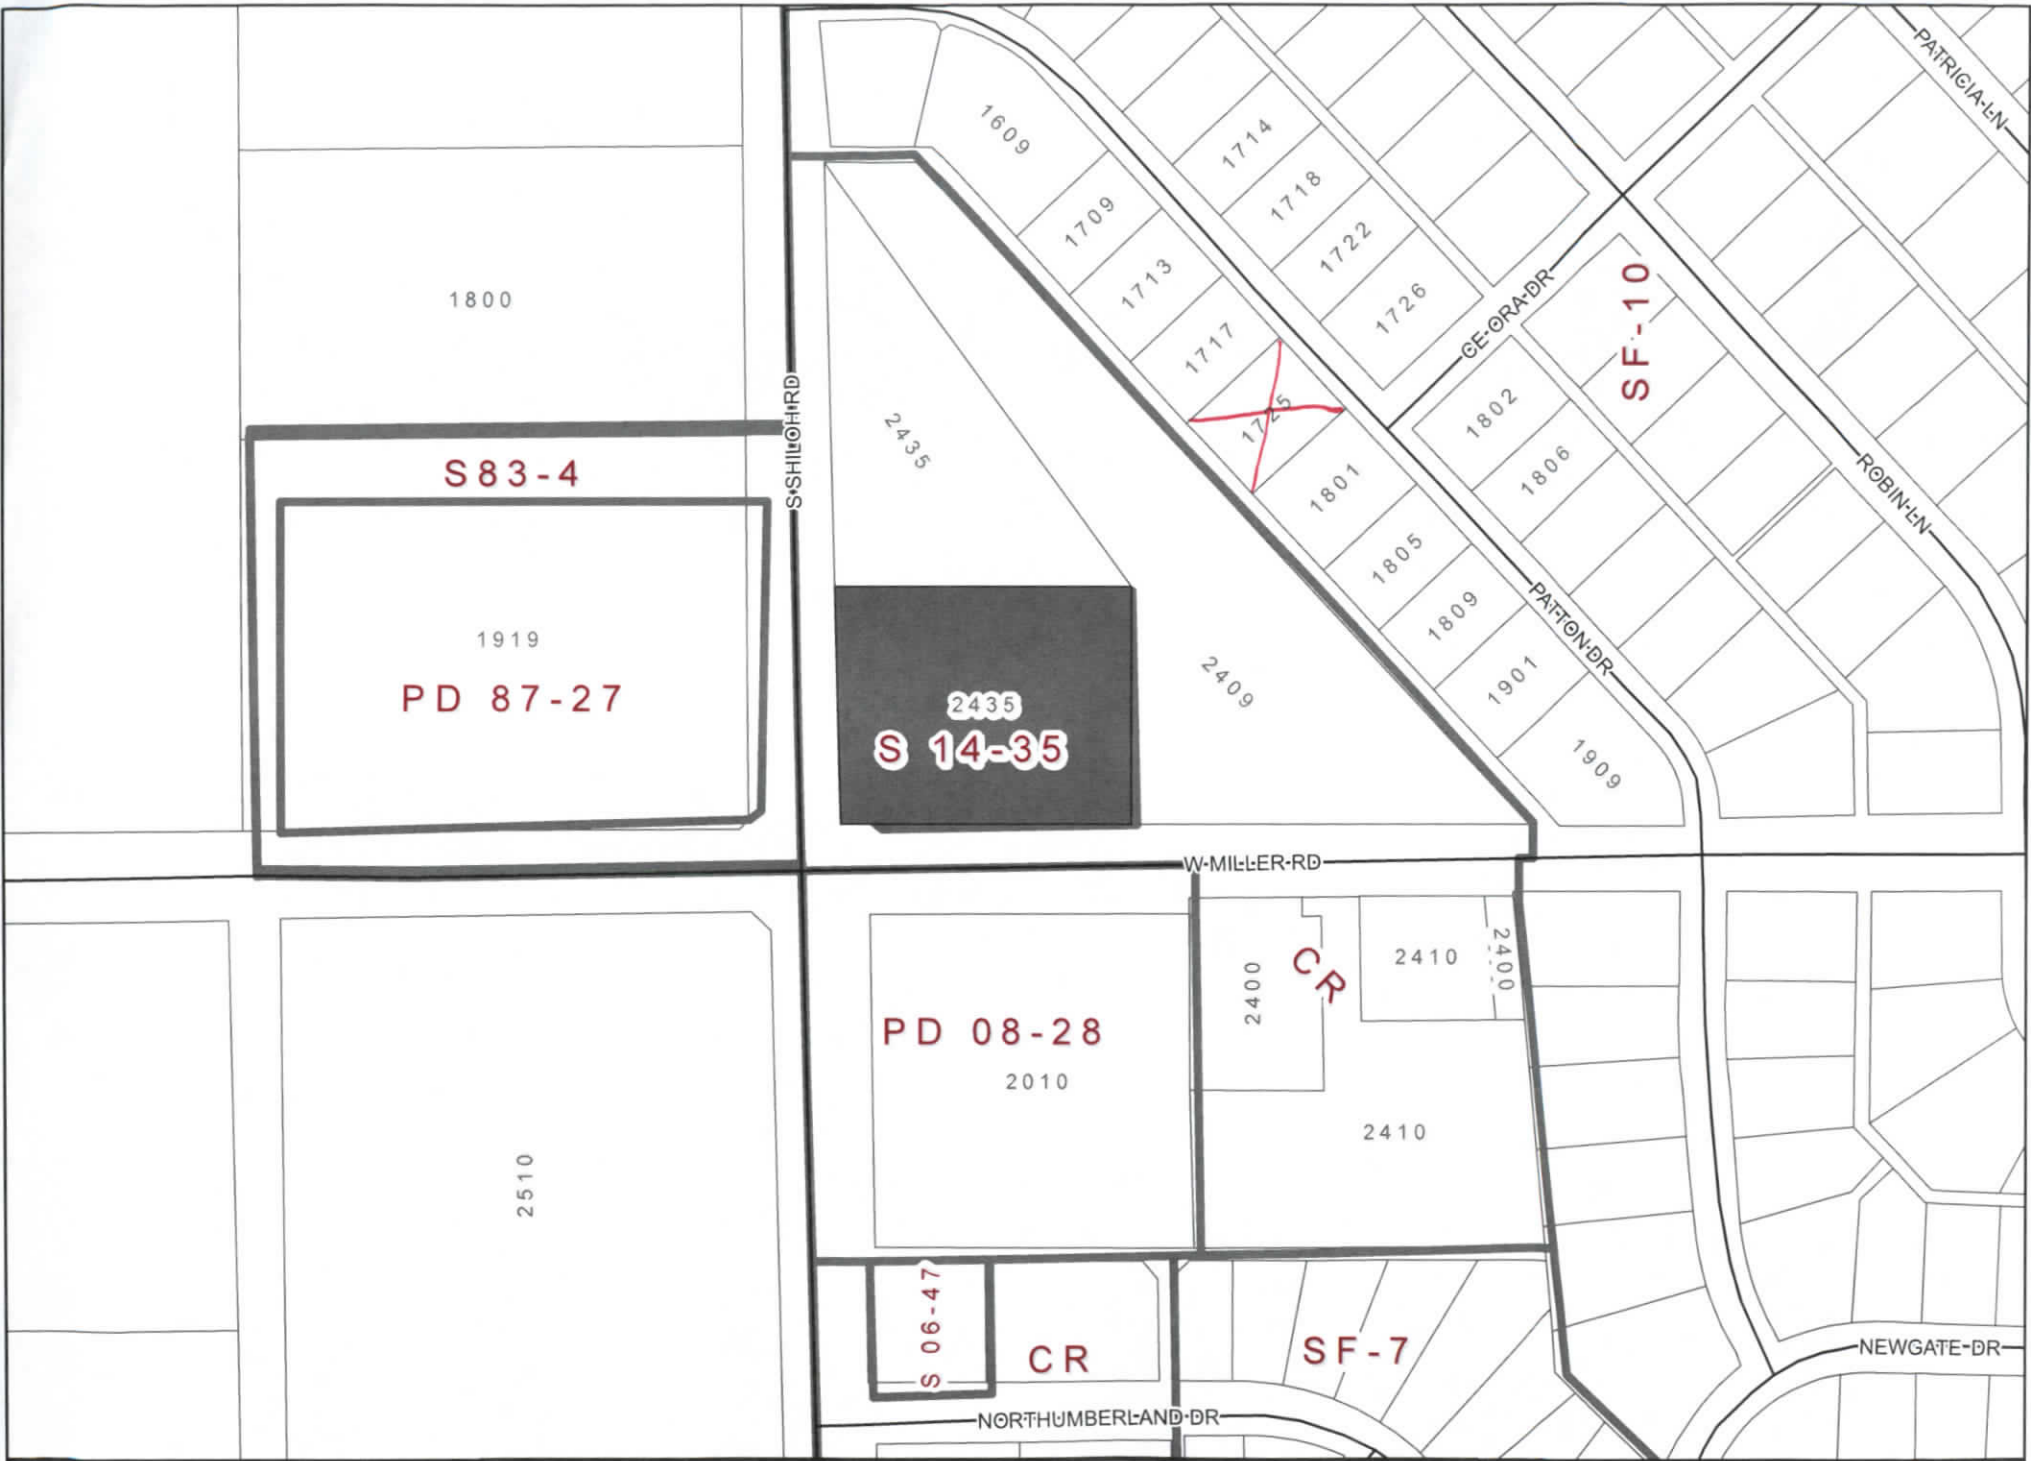 PATRICIA LN
1609
1714
1718
1722
1726
1709
1713
1717
1725
1800
S SHILOH RD
CE-ORA DR
SF-10
2435
1802
1806
ROBIN LN
1801
1805
1809
1901
1909
PATTON DR
S83-4
1919
PD 87-27
2435
S 14-35
2409
W MILLER RD
2400
CR
2410
2400
PD 08-28
2010
2410
2510
S 06-47
CR
SF-7
NEWGATE DR
NORTHUMBERLAND DR